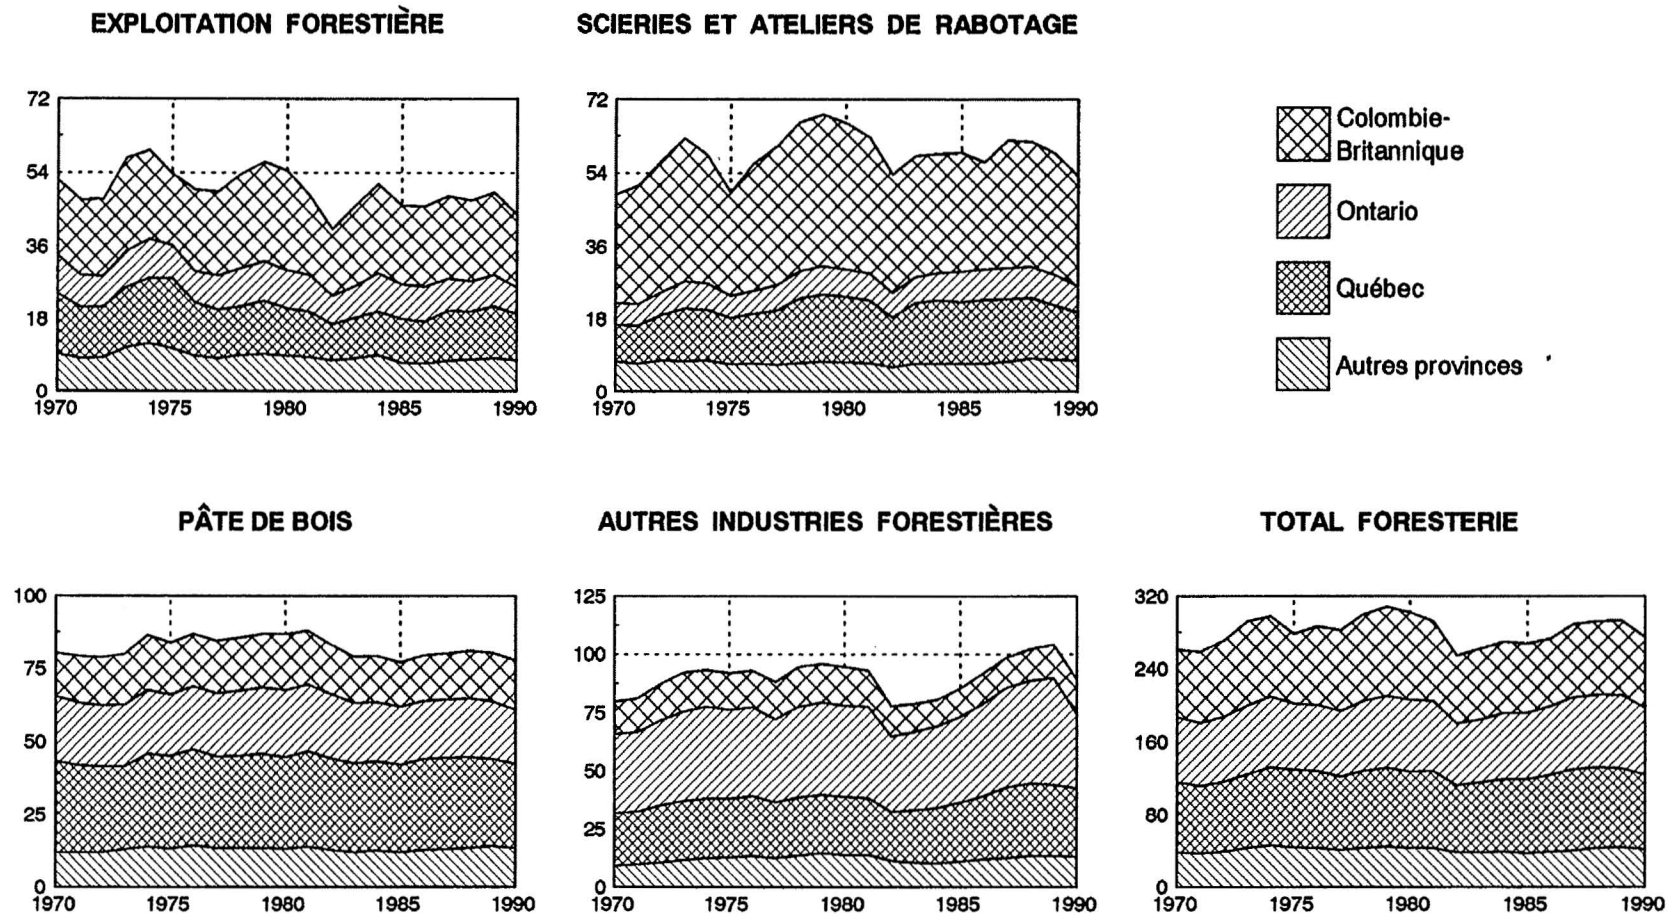 EXPLOITATION FORESTIÈRE
72
54
36
18
0
1970 1975 1980 1985 1990
SCIERIES ET ATELIERS DE RABOTAGE
72
54
36
18
0
1970 1975 1980 1985 1990
Colombie-
Britannique
Ontario
Québec
Autres provinces
PÂTE DE BOIS
100
75
50
25
0
1970 1975 1980 1985 1990
AUTRES INDUSTRIES FORESTIÈRES
125
100
75
50
25
0
1970 1975 1980 1985 1990
TOTAL FORESTERIE
320
240
160
80
0
1970 1975 1980 1985 1990